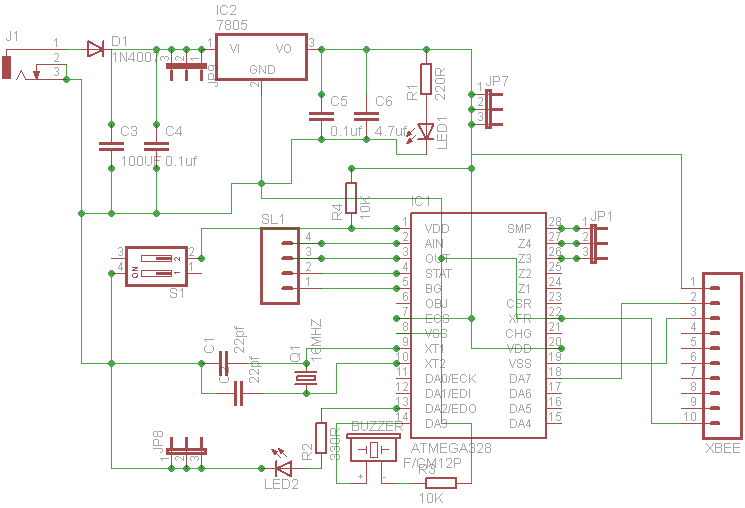 IC2
7805
J1
1
2
3
D1
1N4007
3
2
1
JP9
1
VI
VO
3
GND
2
C3
100UF
C4
0.1uf
C5
0.1uf
C6
4.7uf
R1
220R
LED1
JP7
1
2
3
R4
10K
IC1
SL1
4
3
2
1
3
4
ON
2
1
2
1
S1
1 VDD SMP 28
2 AIN Z4 27
3 OUT Z3 26
4 STAT Z2 25
5 BG Z1 24
6 OBJ CSR 23
7 ECS XFR 22
8 VSS CHG 21
9 XT1 VDD 20
10 XT2 VSS 19
11 DA0/ECK DA7 18
12 DA1/EDI DA6 17
13 DA2/EDO DA5 16
14 DA3 DA4 15
ATMEGA328
F/CM12P
JP1
1
2
3
1
2
3
4
5
6
7
8
9
10
XBEE
C1
22pf
22pf
Q1
16MHZ
JP8
1
2
3
LED2
R2
330R
BUZZER
+
-
R3
10K